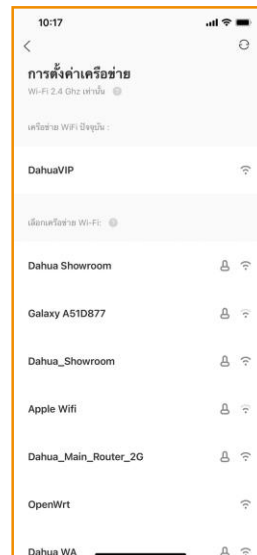 10:17
การตั้งค่าเครือข่าย
Wi-Fi 2.4 Ghz เท่านั้น
เครือข่าย WiFi ปัจจุบัน :
DahuaVIP
เลือกเครือข่าย Wi-Fi:
Dahua Showroom
Galaxy A51D877
Dahua_Showroom
Apple Wifi
Dahua_Main_Router_2G
OpenWrt
Dahua WA